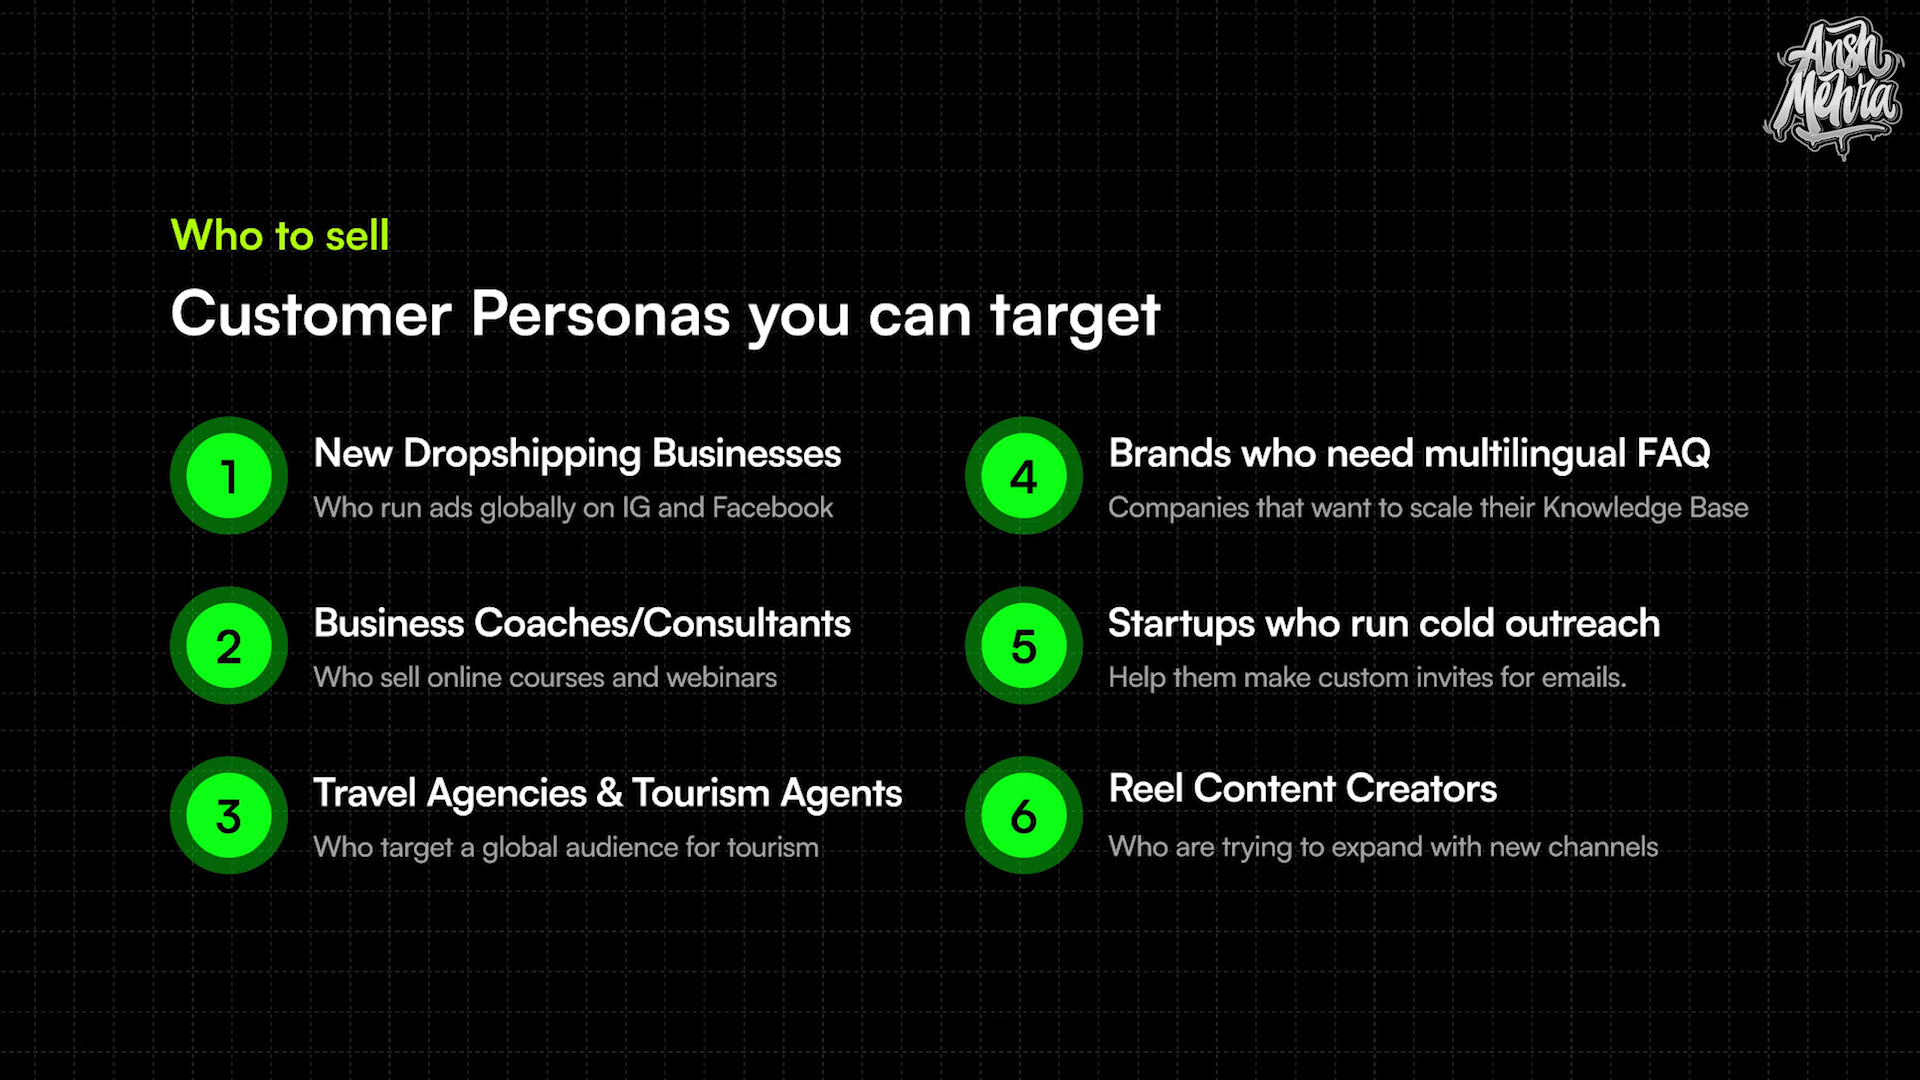 Ansh
Mehra
Who to sell
Customer Personas you can target
1
New Dropshipping Businesses
Who run ads globally on IG and Facebook
2
Business Coaches/Consultants
Who sell online courses and webinars
3
Travel Agencies & Tourism Agents
Who target a global audience for tourism
4
Brands who need multilingual FAQ
Companies that want to scale their Knowledge Base
5
Startups who run cold outreach
Help them make custom invites for emails.
6
Reel Content Creators
Who are trying to expand with new channels